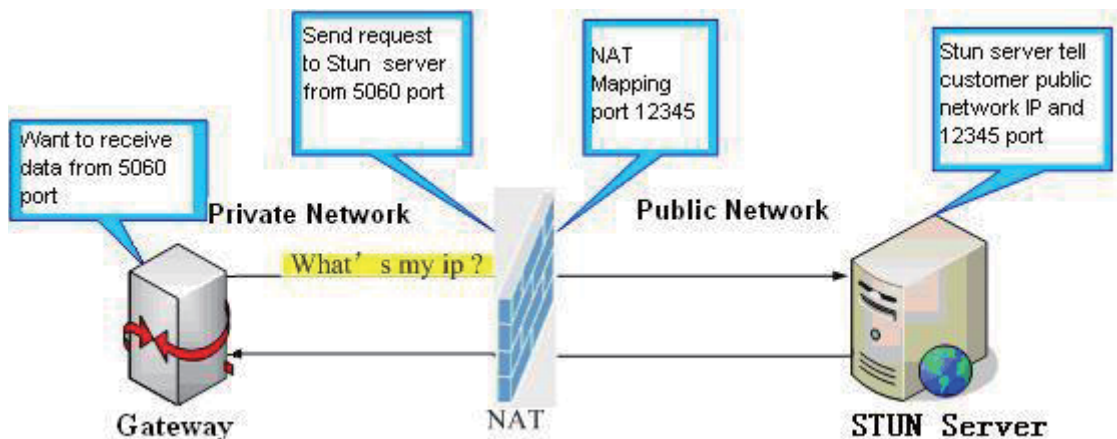 Send request
to Stun server
from 5060 port
NAT
Mapping
port 12345
Stun server tell
customer public
network IP and
12345 port
Want to receive
data from 5060
port
Private Network
Public Network
What's my ip ?
Gateway
NAT
STUN Server